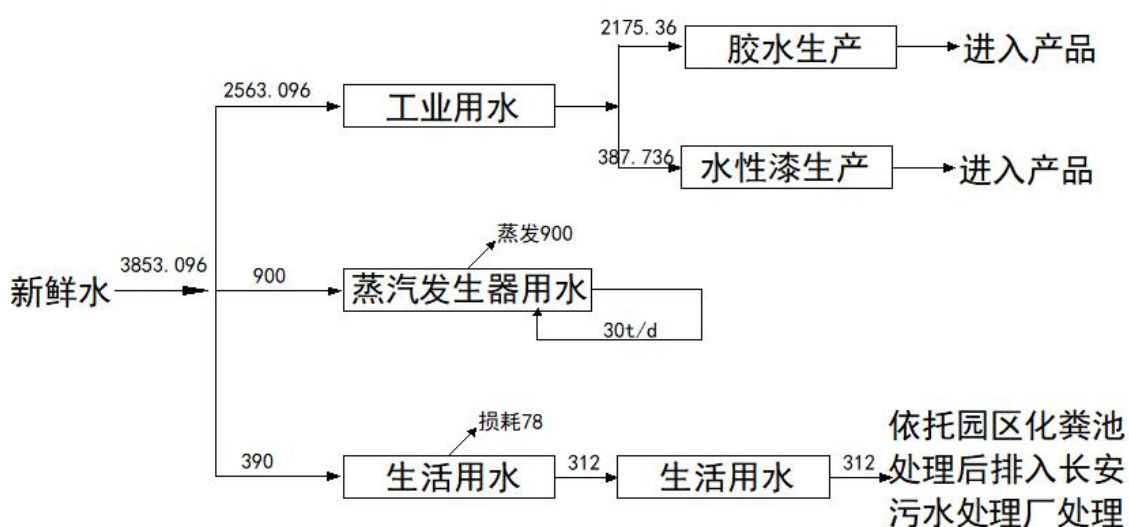 2175.36
胶水生产
进入产品
2563.096
工业用水
387.736
水性漆生产
进入产品
蒸发900
新鲜水
3853.096
900
蒸汽发生器用水
30t/d
损耗78
390
生活用水
312
生活用水
312
依托园区化粪池
处理后排入长安
污水处理厂处理